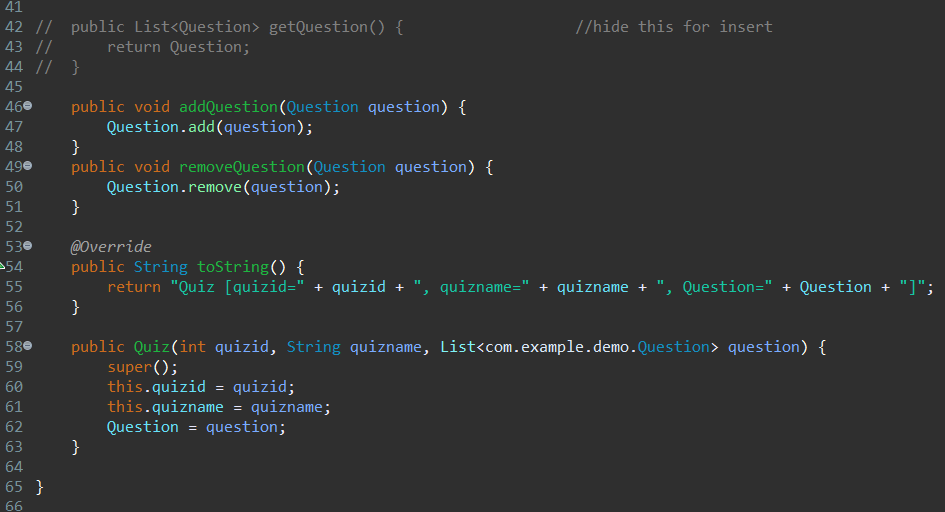 41
42 //  public List<Question> getQuestion() {                   //hide this for insert
43 //      return Question;
44 //  }
45
46     public void addQuestion(Question question) {
47         Question.add(question);
48     }
49     public void removeQuestion(Question question) {
50         Question.remove(question);
51     }
52
53     @Override
54     public String toString() {
55         return "Quiz [quizid=" + quizid + ", quizname=" + quizname + ", Question=" + Question + "]";
56     }
57
58     public Quiz(int quizid, String quizname, List<com.example.demo.Question> question) {
59         super();
60         this.quizid = quizid;
61         this.quizname = quizname;
62         Question = question;
63     }
64
65 }
66